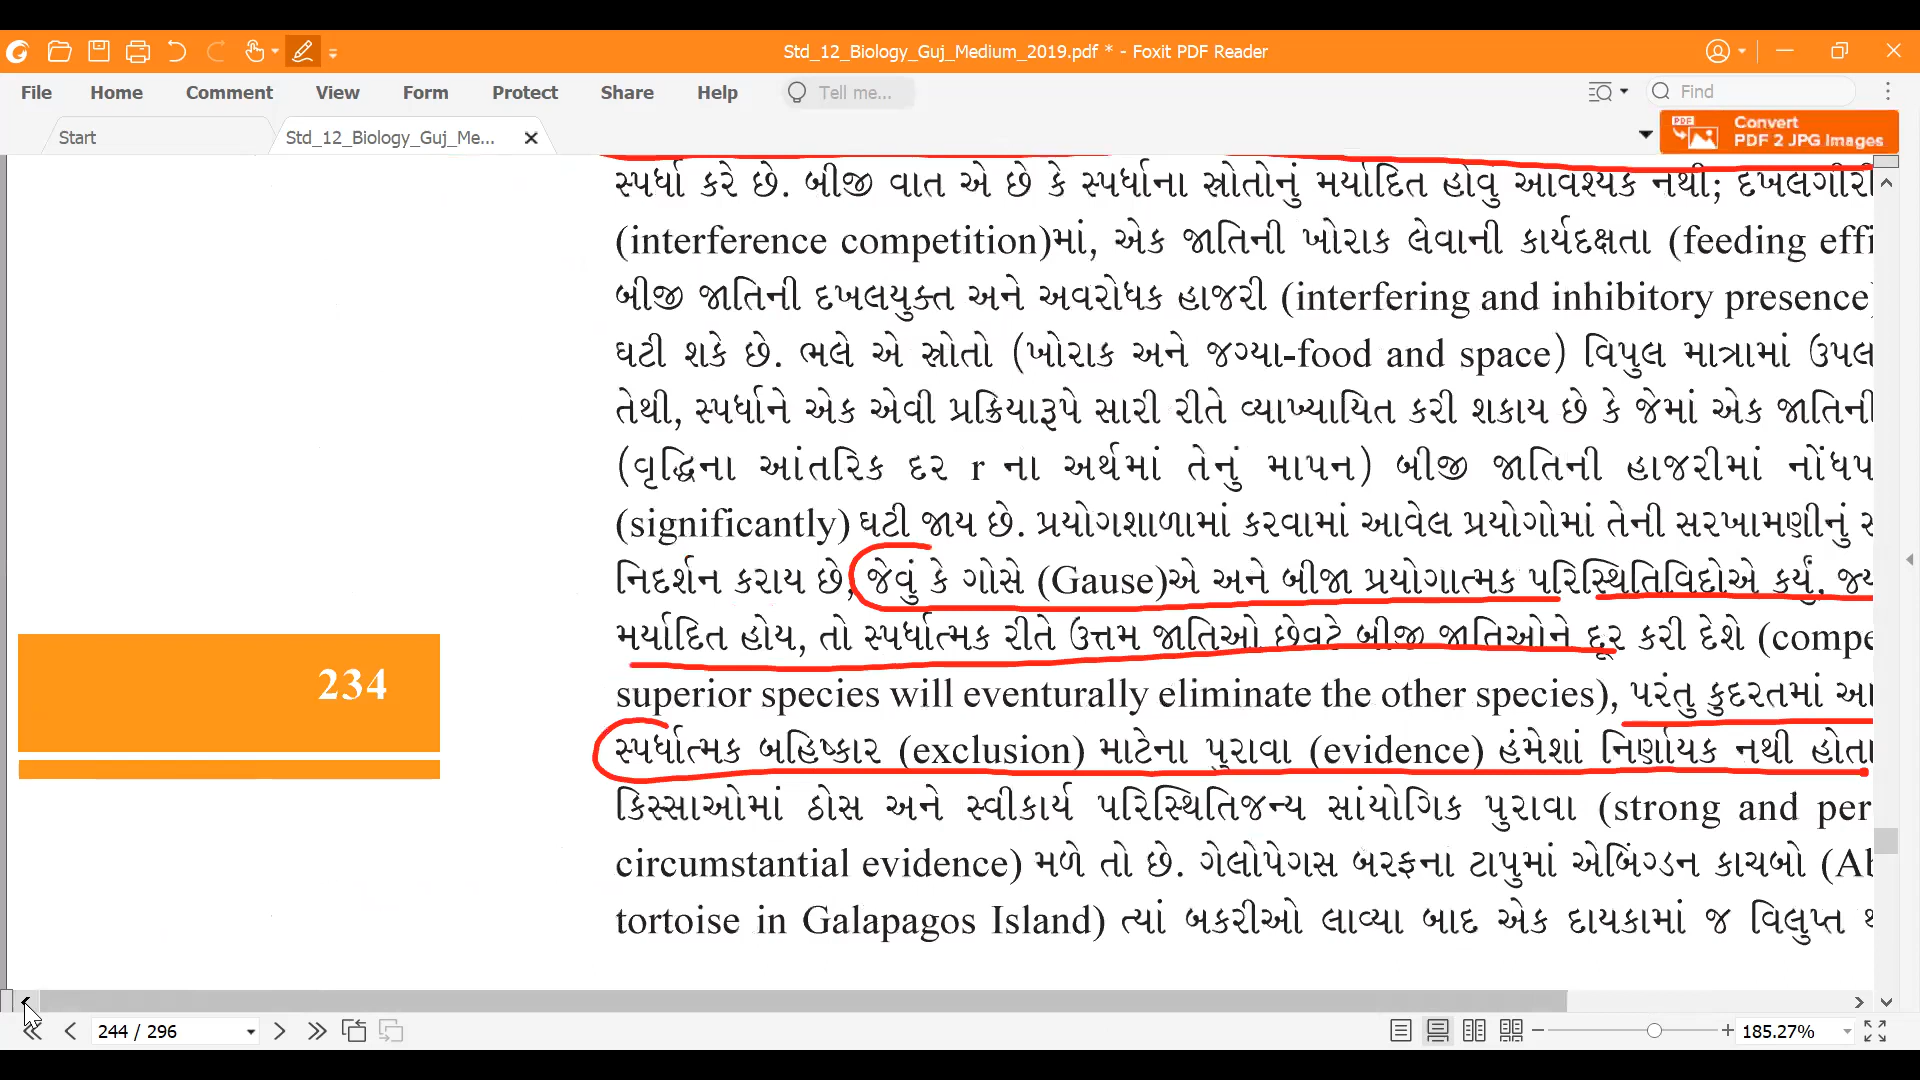 Std_12_Biology_Guj_Medium_2019.pdf * - Foxit PDF Reader
File Home Comment View Form Protect Share Help Tell me... Find
Start Std_12_Biology_Guj_Me... Convert
PDF 2 JPG Images
સ્પર્ધા કરે છે. બીજી વાત એ છે કે સ્પર્ધાના સ્રોતોનું મર્યાદિત હોવુ આવશ્યક નથી; દખલગીરી
(interference competition)માં, એક જાતિની ખોરાક લેવાની કાર્યદક્ષતા (feeding effi
બીજી જાતિની દખલયુક્ત અને અવરોધક હાજરી (interfering and inhibitory presence)
ઘટી શકે છે. ભલે એ સ્રોતો (ખોરાક અને જગ્યા-food and space) વિપુલ માત્રામાં ઉપલ
તેથી, સ્પર્ધાને એક એવી પ્રક્રિયારૂપે સારી રીતે વ્યાખ્યાયિત કરી શકાય છે કે જેમાં એક જાતિની
(વૃદ્ધિના આંતરિક દર r ના અર્થમાં તેનું માપન) બીજી જાતિની હાજરીમાં નોંધપ
(significantly) ઘટી જાય છે. પ્રયોગશાળામાં કરવામાં આવેલ પ્રયોગોમાં તેની સરખામણીનું
નિદર્શન કરાય છે, જેવું કે ગોસે (Gause)એ અને બીજા પ્રયોગાત્મક પરિસ્થિતિવિદોએ કર્યું, જ્ય
મર્યાદિત હોય, તો સ્પર્ધાત્મક રીતે ઉત્તમ જાતિઓ છેવટે બીજી જાતિઓને દૂર કરી દેશે (compe
superior species will eventurally eliminate the other species), પરંતુ કુદરતમાં આ
સ્પર્ધાત્મક બહિષ્કાર (exclusion) માટેના પુરાવા (evidence) હંમેશાં નિર્ણાયક નથી હોતા
કિસ્સાઓમાં ઠોસ અને સ્વીકાર્ય પરિસ્થિતિજન્ય સાંયોગિક પુરાવા (strong and per
circumstantial evidence) મળે તો છે. ગેલોપેગસ બરફના ટાપુમાં એબિંગ્ડન કાચબો (Ab
tortoise in Galapagos Island) ત્યાં બકરીઓ લાવ્યા બાદ એક દાયકામાં જ વિલુપ્ત
234
244 / 296 185.27%